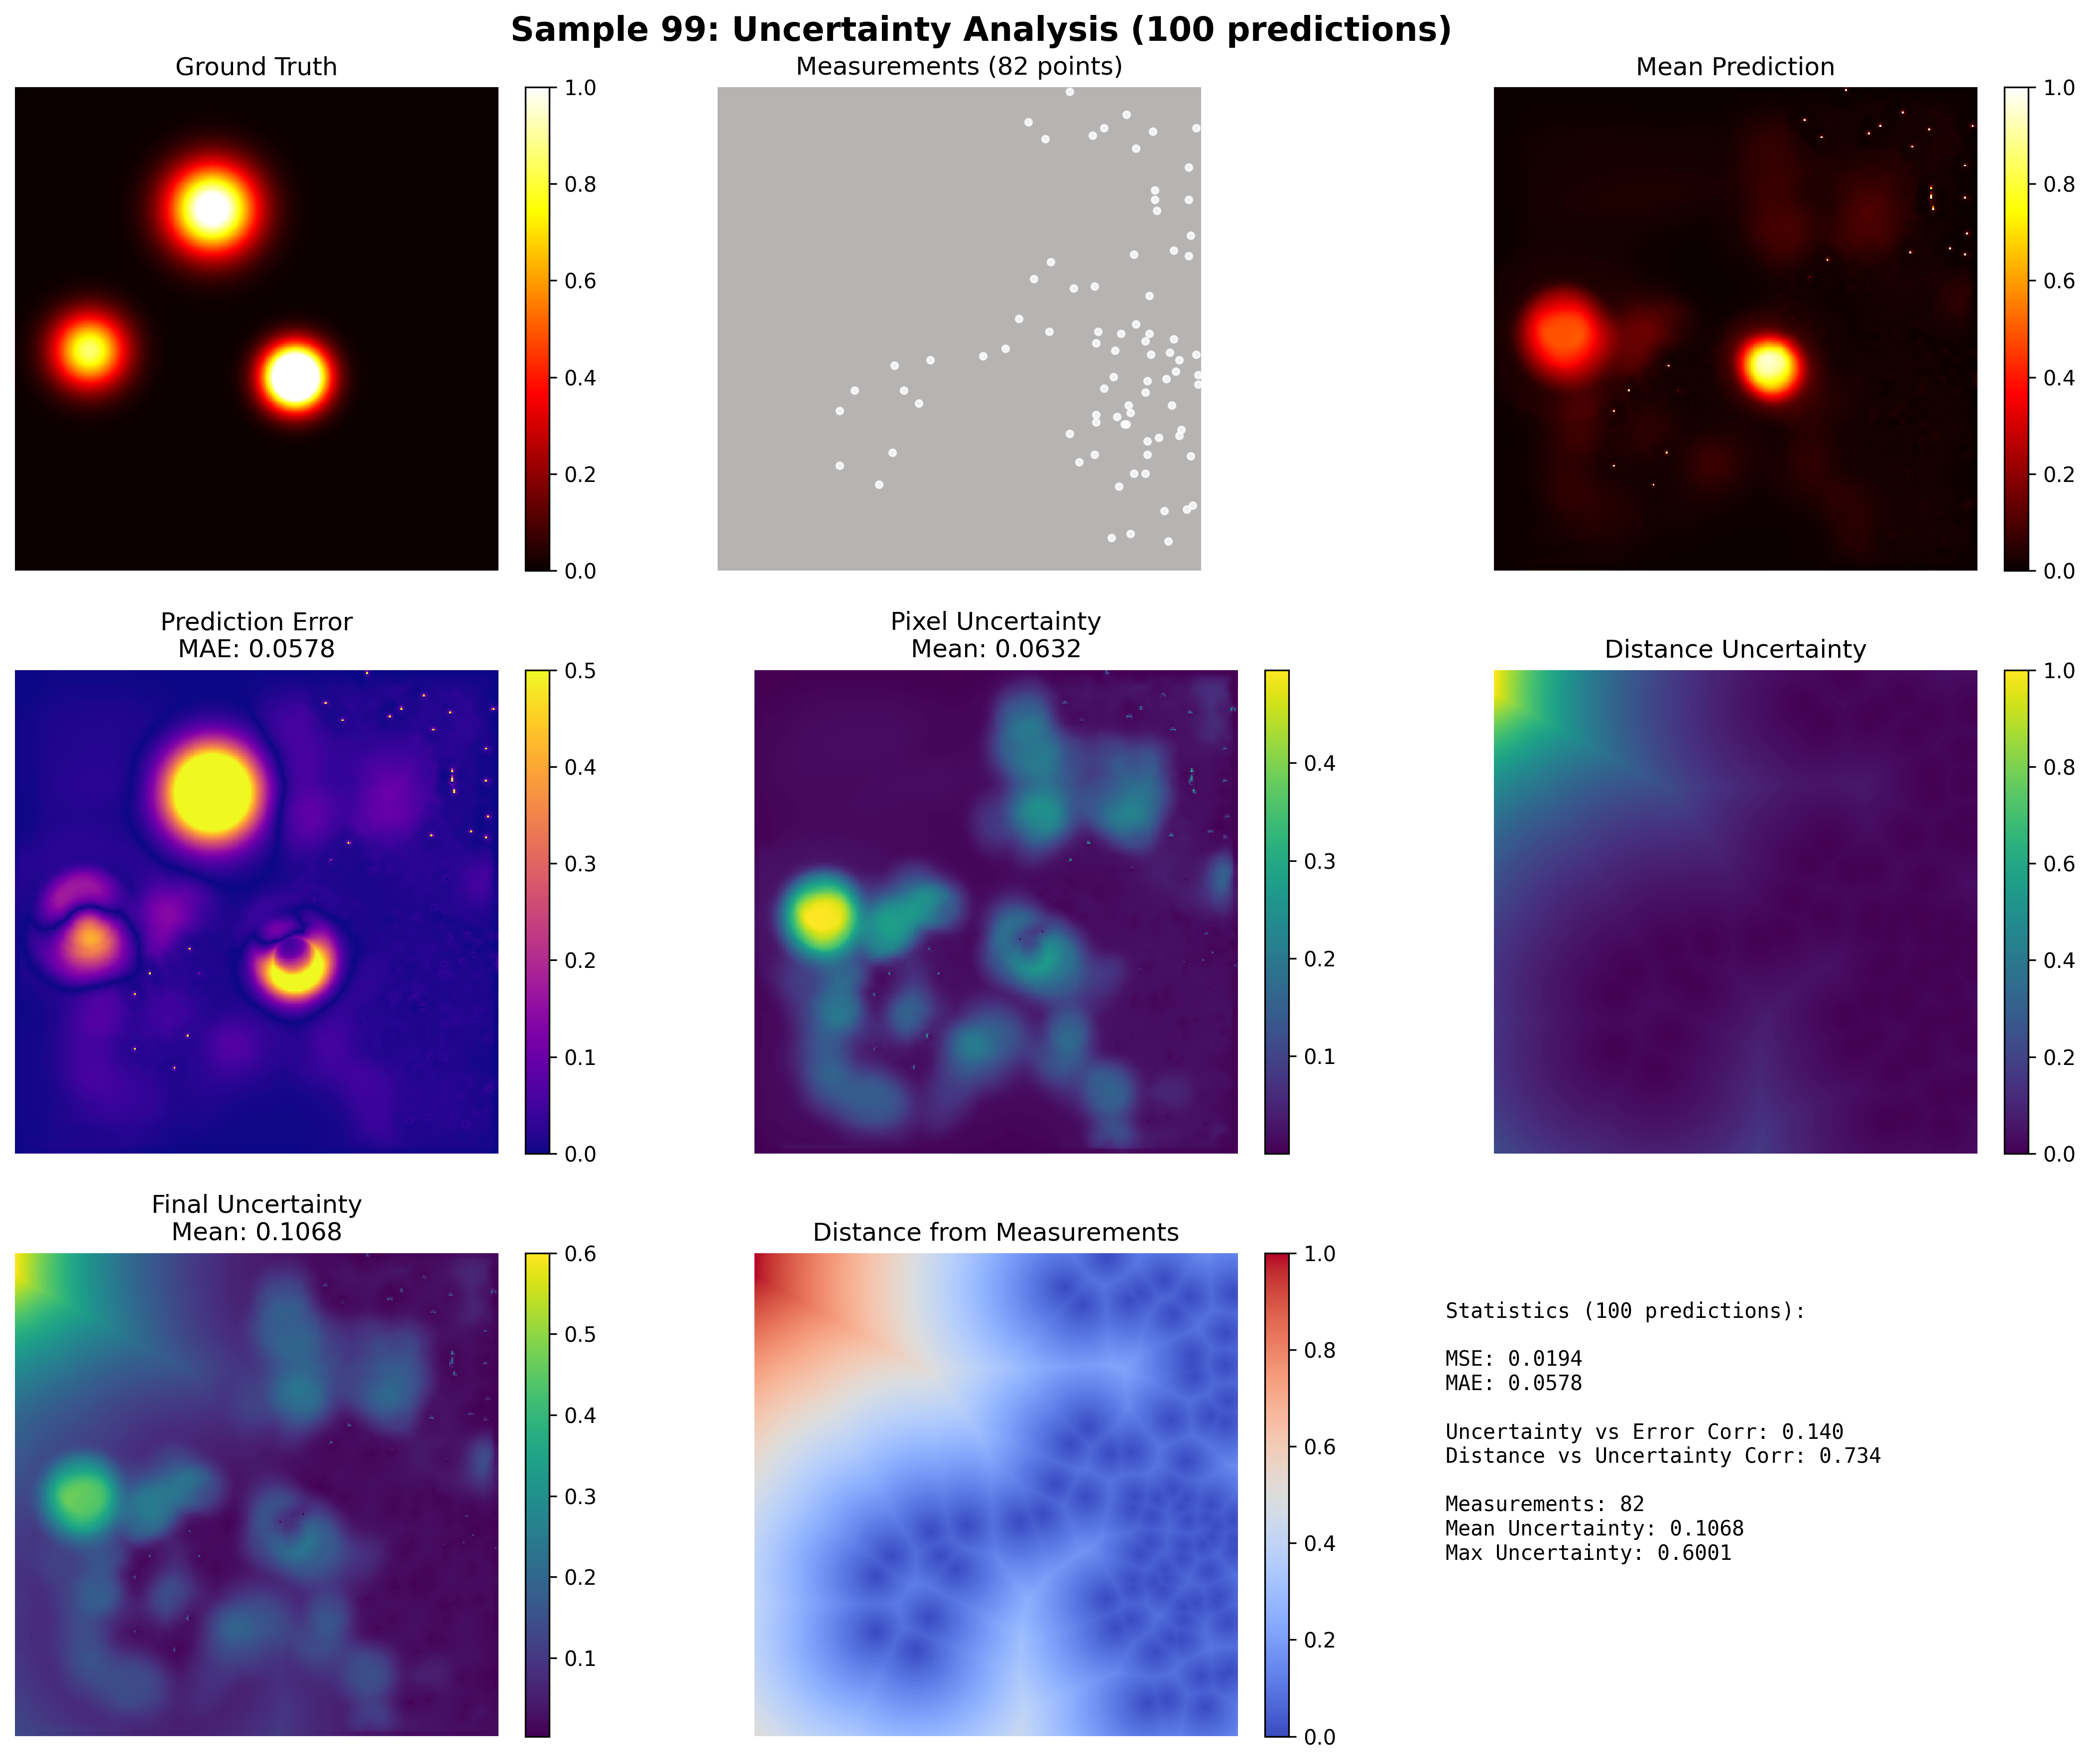 Sample 99: Uncertainty Analysis (100 predictions)
Ground Truth
1.0
0.8
0.6
0.4
0.2
0.0
Measurements (82 points)
Mean Prediction
1.0
0.8
0.6
0.4
0.2
0.0
Prediction Error
MAE: 0.0578
0.5
0.4
0.3
0.2
0.1
0.0
Pixel Uncertainty
Mean: 0.0632
0.4
0.3
0.2
0.1
Distance Uncertainty
1.0
0.8
0.6
0.4
0.2
0.0
Final Uncertainty
Mean: 0.1068
0.6
0.5
0.4
0.3
0.2
0.1
Distance from Measurements
1.0
0.8
0.6
0.4
0.2
0.0
Statistics (100 predictions):
MSE: 0.0194
MAE: 0.0578
Uncertainty vs Error Corr: 0.140
Distance vs Uncertainty Corr: 0.734
Measurements: 82
Mean Uncertainty: 0.1068
Max Uncertainty: 0.6001